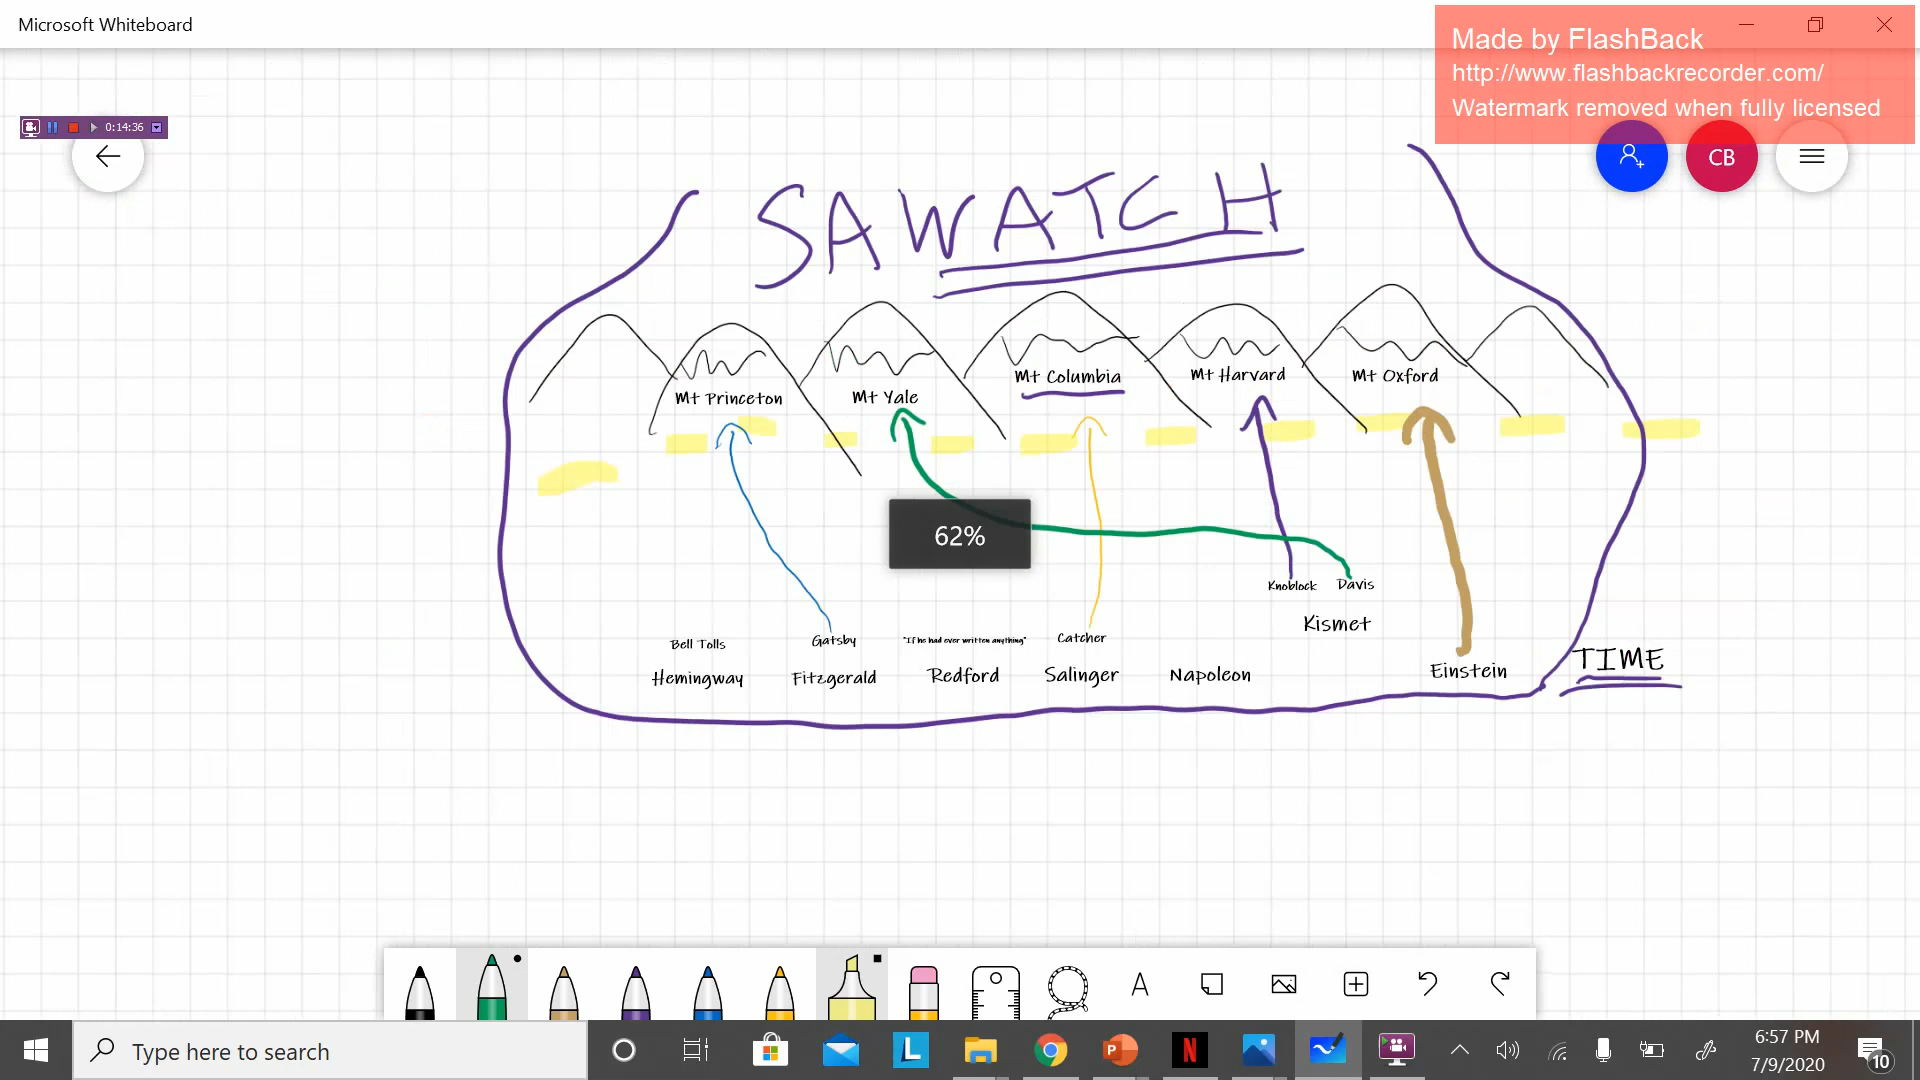 Microsoft Whiteboard
Made by FlashBack
http://www.flashbackrecorder.com/
Watermark removed when fully licensed
0:14:36
CB
SAWATCH
Mt Princeton
Mt Yale
Mt Columbia
Mt Harvard
Mt Oxford
62%
Knoblock
Davis
Kismet
Bell Tolls
Gatsby
"If he had ever written anything"
Catcher
Hemingway
Fitzgerald
Redford
Salinger
Napoleon
Einstein
TIME
A
Type here to search
L
P
N
6:57 PM
7/9/2020
10